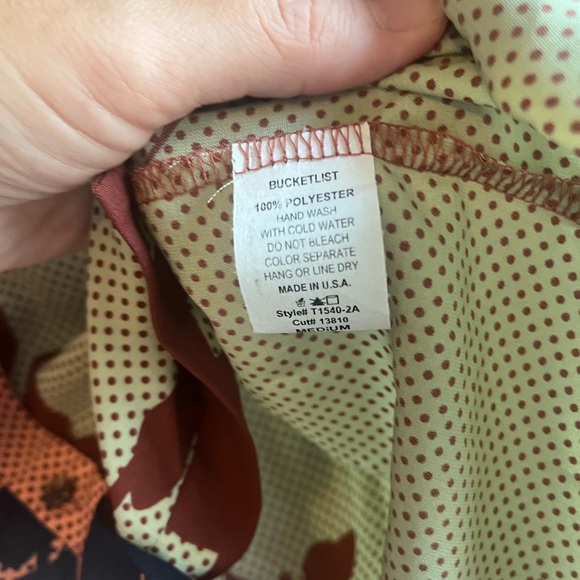 BUCKETLIST
100% POLYESTER
HAND WASH
WITH COLD WATER
DO NOT BLEACH
COLOR SEPARATE
HANG OR LINE DRY
MADE IN U.S.A.
Style# T1540-2A
Cut# 13810
MEDIUM